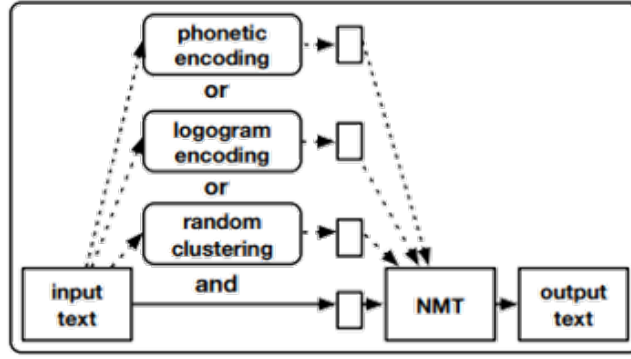 phonetic
encoding
or
logogram
encoding
or
random
clustering
and
input
text
NMT
output
text